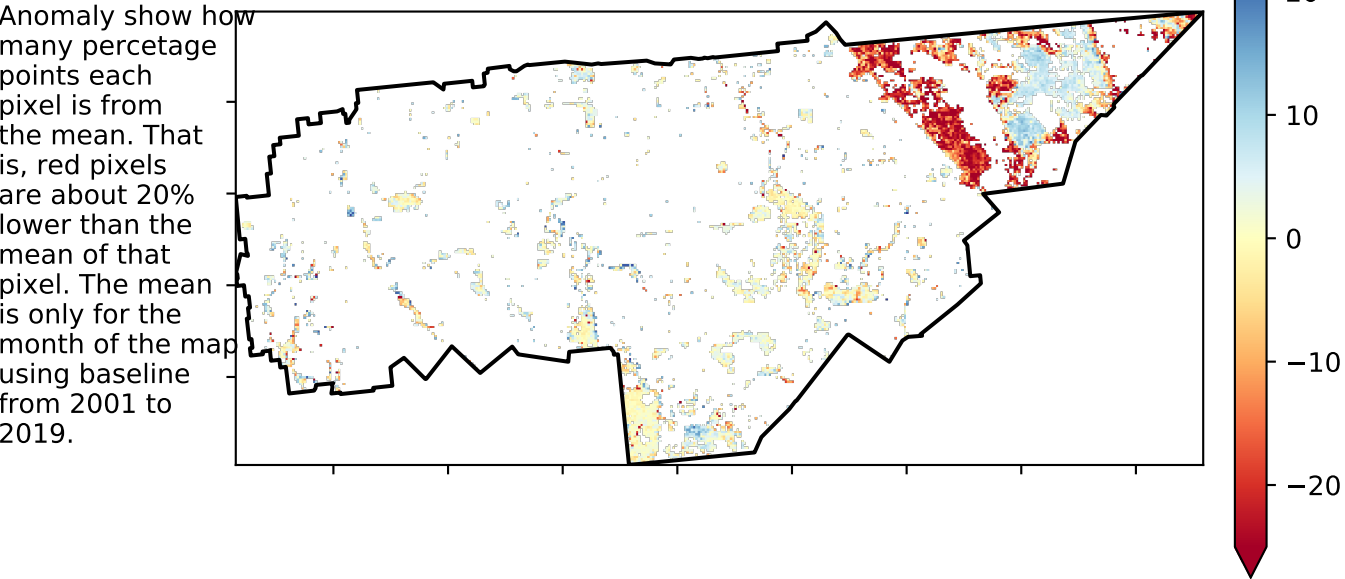 Anomaly show how
many percetage
points each
pixel is from
the mean. That
is, red pixels
are about 20%
lower than the
mean of that
pixel. The mean
is only for the
month of the map
using baseline
from 2001 to
2019.
10
0
−10
−20